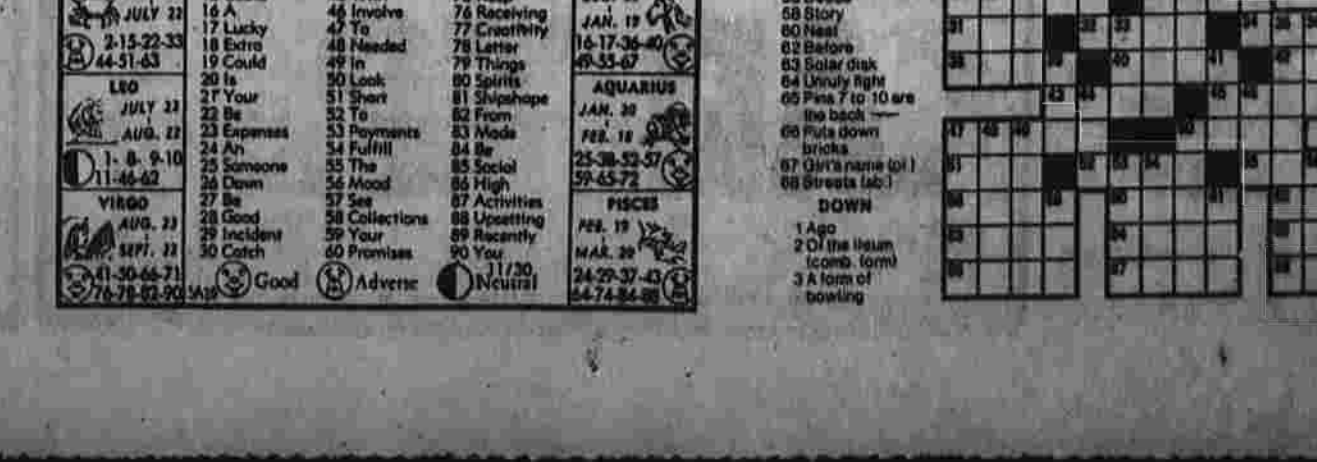 JULY 22
2-15-22-33
44-51-63
LEO
JULY 23
AUG. 22
1- 8- 9-10
11-46-62
VIRGO
AUG. 23
SEPT. 22
41-30-66-71
76-78-82-90
16 A
17 Lucky
18 Extra
19 Could
20 Is
21 Your
22 Be
23 Expenses
24 An
25 Someone
26 Down
27 Be
28 Good
29 Incident
30 Catch
46 Involve
47 To
48 Needed
49 In
50 Look
51 Short
52 To
53 Payments
54 Fulfill
55 The
56 Mood
57 See
58 Collections
59 Your
60 Promises
76 Receiving
77 Creativity
78 Letter
79 Things
80 Spirits
81 Shipshape
82 From
83 Made
84 Be
85 Social
86 High
87 Activities
88 Upsetting
89 Recently
90 You
Good
Adverse
11/30
Neutral
JAN. 19
16-17-36-40
49-55-67
AQUARIUS
JAN. 20
FEB. 18
25-38-52-57
59-65-72
PISCES
FEB. 19
MAR. 20
24-29-37-43
54-74-84-88
58 Story
60 Neat
62 Before
63 Solar disk
64 Unruly fight
65 Pins 7 to 10 are
the back
66 Puts down
bricks
67 Girl's name (pl.)
68 Streets (ab.)
DOWN
1 Ago
2 Of the ileum
(comb. form)
3 A form of
bowling